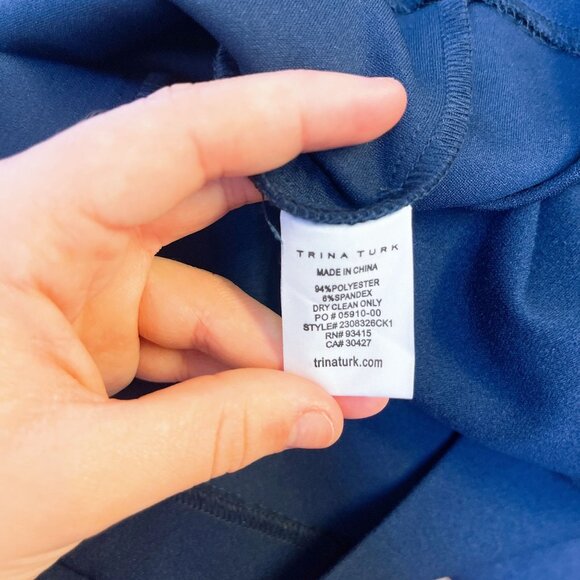 TRINA TURK
MADE IN CHINA
94%POLYESTER
6%SPANDEX
DRY CLEAN ONLY
PO # 05910-00
STYLE# 2308326CK1
RN# 93415
CA# 30427
trinaturk.com